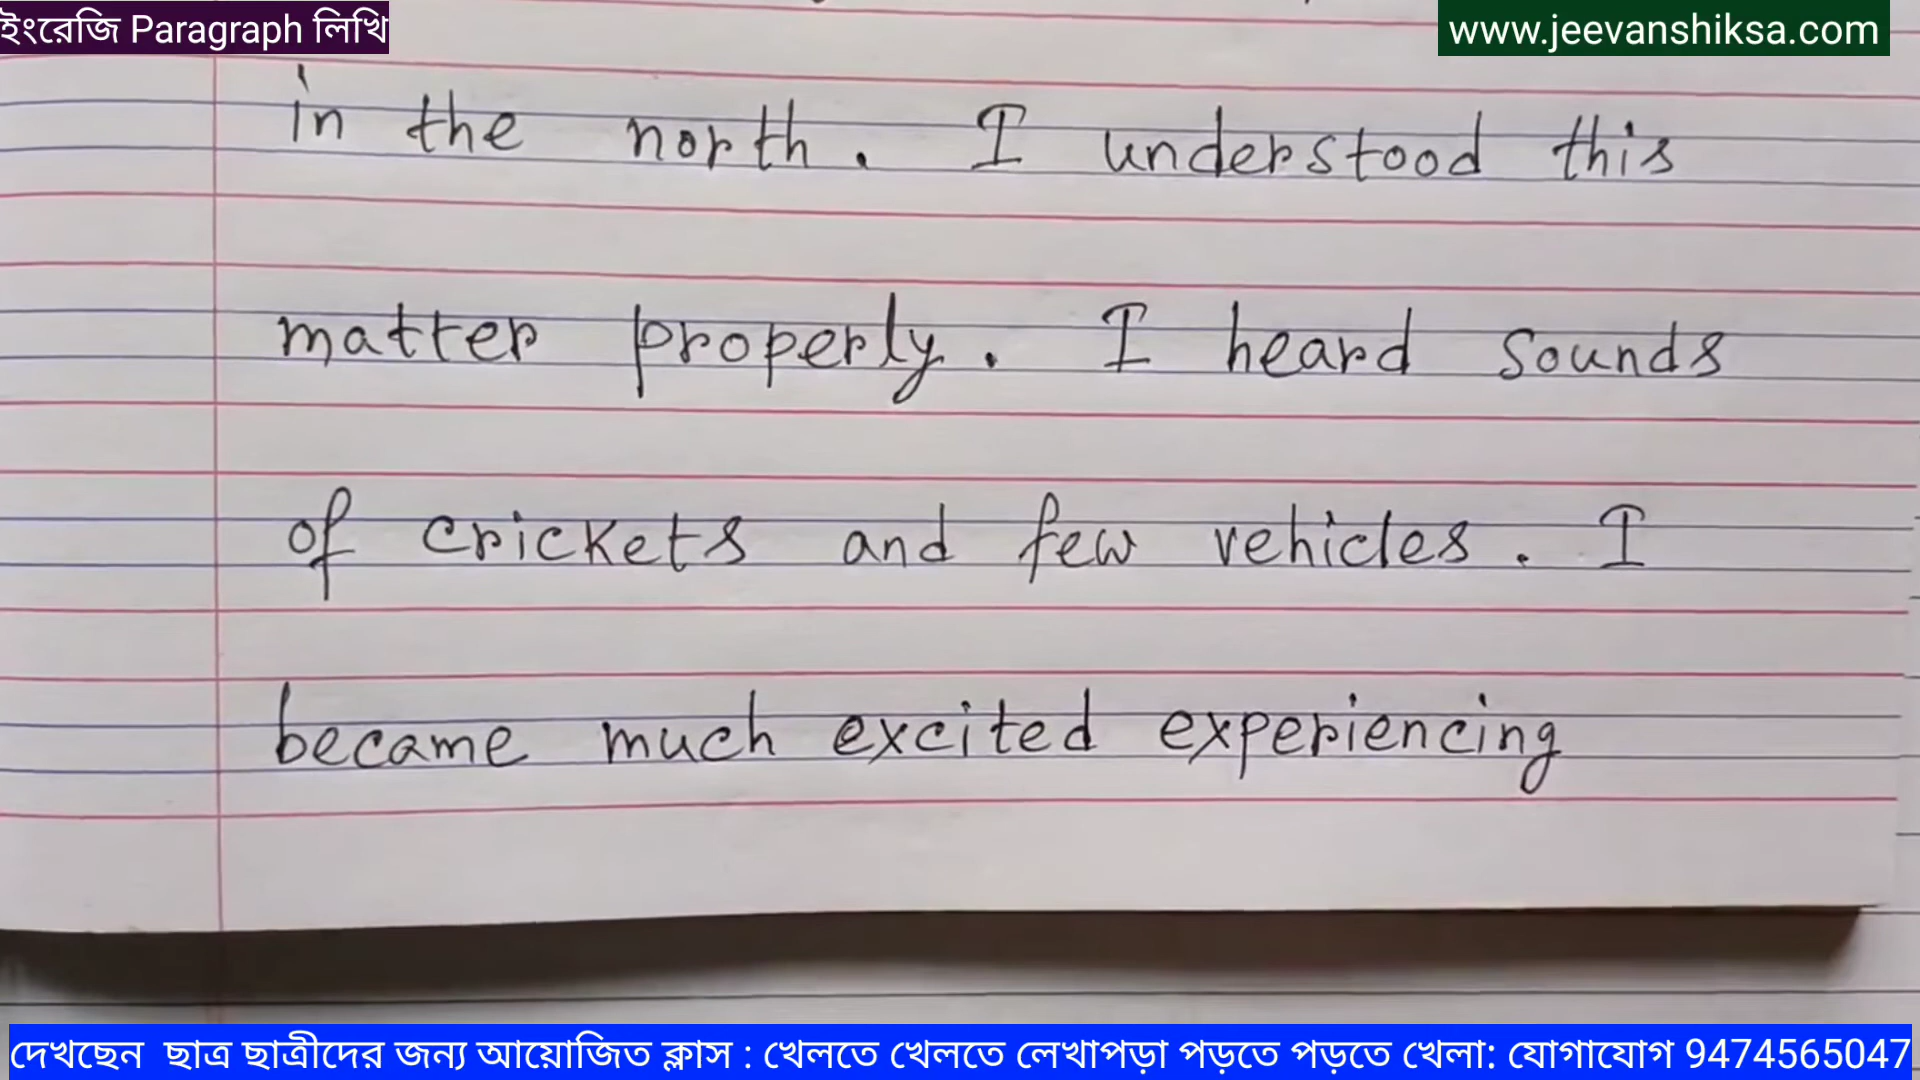 ইংরেজি Paragraph লিখি
www.jeevanshiksa.com
in the north. I understood this
matter properly. I heard sounds
of crickets and few vehicles. I
became much excited experiencing
দেখছেন ছাত্র ছাত্রীদের জন্য আয়োজিত ক্লাস : খেলতে খেলতে লেখাপড়া পড়তে পড়তে খেলা: যোগাযোগ 9474565047